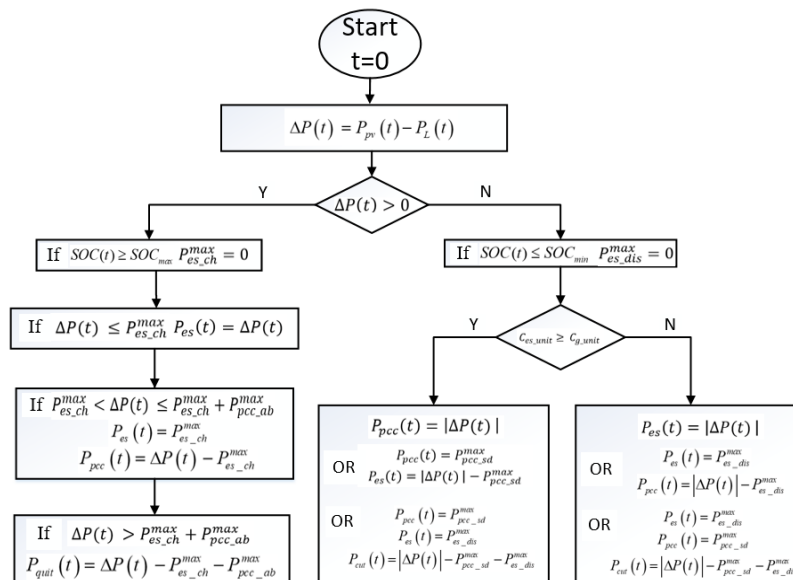 Start
t=0
ΔP(t) = P_pv(t) − P_L(t)
Y
ΔP(t) > 0
N
If SOC(t) ≥ SOC_max P_es_ch^max = 0
If ΔP(t) ≤ P_es_ch^max P_es(t) = ΔP(t)
If P_es_ch^max < ΔP(t) ≤ P_es_ch^max + P_pcc_ab^max
P_es(t) = P_es_ch^max
P_pcc(t) = ΔP(t) − P_es_ch^max
If ΔP(t) > P_es_ch^max + P_pcc_ab^max
P_quit(t) = ΔP(t) − P_es_ch^max − P_pcc_ab^max
If SOC(t) ≤ SOC_min P_es_dis^max = 0
Y
C_es,unit ≥ C_g,unit
N
P_pcc(t) = |ΔP(t)|
OR
P_pcc(t) = P_pcc_sd^max
P_es(t) = |ΔP(t)| − P_pcc_sd^max
OR
P_pcc(t) = P_pcc_sd^max
P_es(t) = P_es_dis^max
P_cut(t) = |ΔP(t)| − P_pcc_sd^max − P_es_dis^max
P_es(t) = |ΔP(t)|
OR
P_es(t) = P_es_dis^max
P_pcc(t) = |ΔP(t)| − P_es_dis^max
OR
P_es(t) = P_es_dis^max
P_pcc(t) = P_pcc_sd^max
P_cut(t) = |ΔP(t)| − P_pcc_sd^max − P_es_dis^max